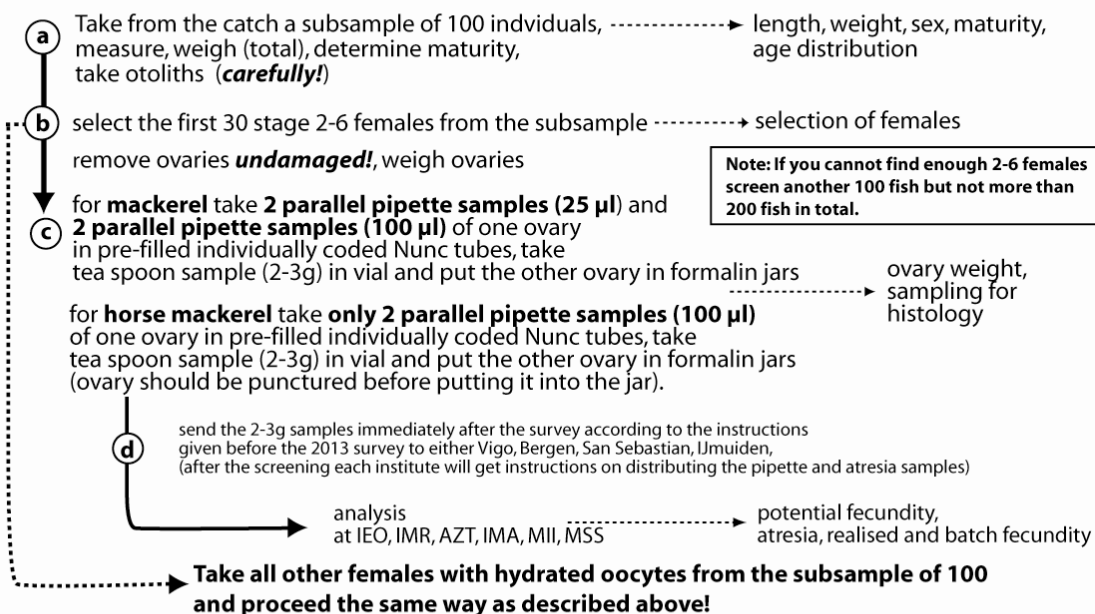 a
Take from the catch a subsample of 100 indviduals,
measure, weigh (total), determine maturity,
take otoliths (carefully!)
length, weight, sex, maturity,
age distribution
b
select the first 30 stage 2-6 females from the subsample
selection of females
remove ovaries undamaged!, weigh ovaries
Note: If you cannot find enough 2-6 females
screen another 100 fish but not more than
200 fish in total.
c
for mackerel take 2 parallel pipette samples (25 µl) and
2 parallel pipette samples (100 µl) of one ovary
in pre-filled individually coded Nunc tubes, take
tea spoon sample (2-3g) in vial and put the other ovary in formalin jars
ovary weight,
sampling for
histology
for horse mackerel take only 2 parallel pipette samples (100 µl)
of one ovary in pre-filled individually coded Nunc tubes, take
tea spoon sample (2-3g) in vial and put the other ovary in formalin jars
(ovary should be punctured before putting it into the jar).
d
send the 2-3g samples immediately after the survey according to the instructions
given before the 2013 survey to either Vigo, Bergen, San Sebastian, IJmuiden,
(after the screening each institute will get instructions on distributing the pipette and atresia samples)
analysis
at IEO, IMR, AZT, IMA, MII, MSS
potential fecundity,
atresia, realised and batch fecundity
Take all other females with hydrated oocytes from the subsample of 100
and proceed the same way as described above!